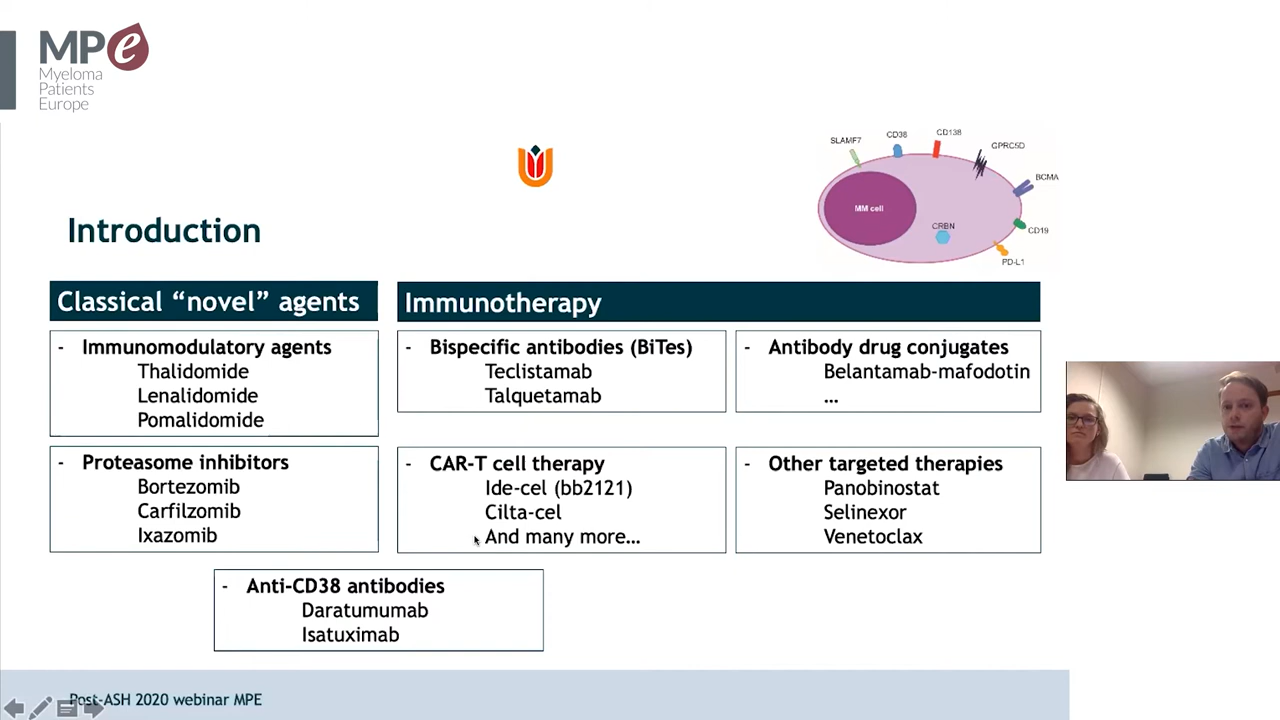 MPe
Myeloma
Patients
Europe
SLAMF7
CD38
CD138
GPRC5D
BCMA
MM cell
CRBN
CD19
PD-L1
Introduction
Classical “novel” agents
- Immunomodulatory agents
Thalidomide
Lenalidomide
Pomalidomide
- Proteasome inhibitors
Bortezomib
Carfilzomib
Ixazomib
Immunotherapy
- Bispecific antibodies (BiTes)
Teclistamab
Talquetamab
- Antibody drug conjugates
Belantamab-mafodotin
…
- CAR-T cell therapy
Ide-cel (bb2121)
Cilta-cel
And many more…
- Other targeted therapies
Panobinostat
Selinexor
Venetoclax
- Anti-CD38 antibodies
Daratumumab
Isatuximab
Post-ASH 2020 webinar MPE